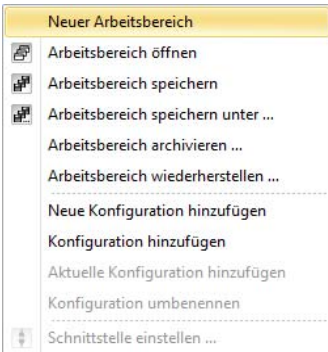 Neuer Arbeitsbereich
Arbeitsbereich öffnen
Arbeitsbereich speichern
Arbeitsbereich speichern unter ...
Arbeitsbereich archivieren ...
Arbeitsbereich wiederherstellen ...
Neue Konfiguration hinzufügen
Konfiguration hinzufügen
Aktuelle Konfiguration hinzufügen
Konfiguration umbenennen
Schnittstelle einstellen ...